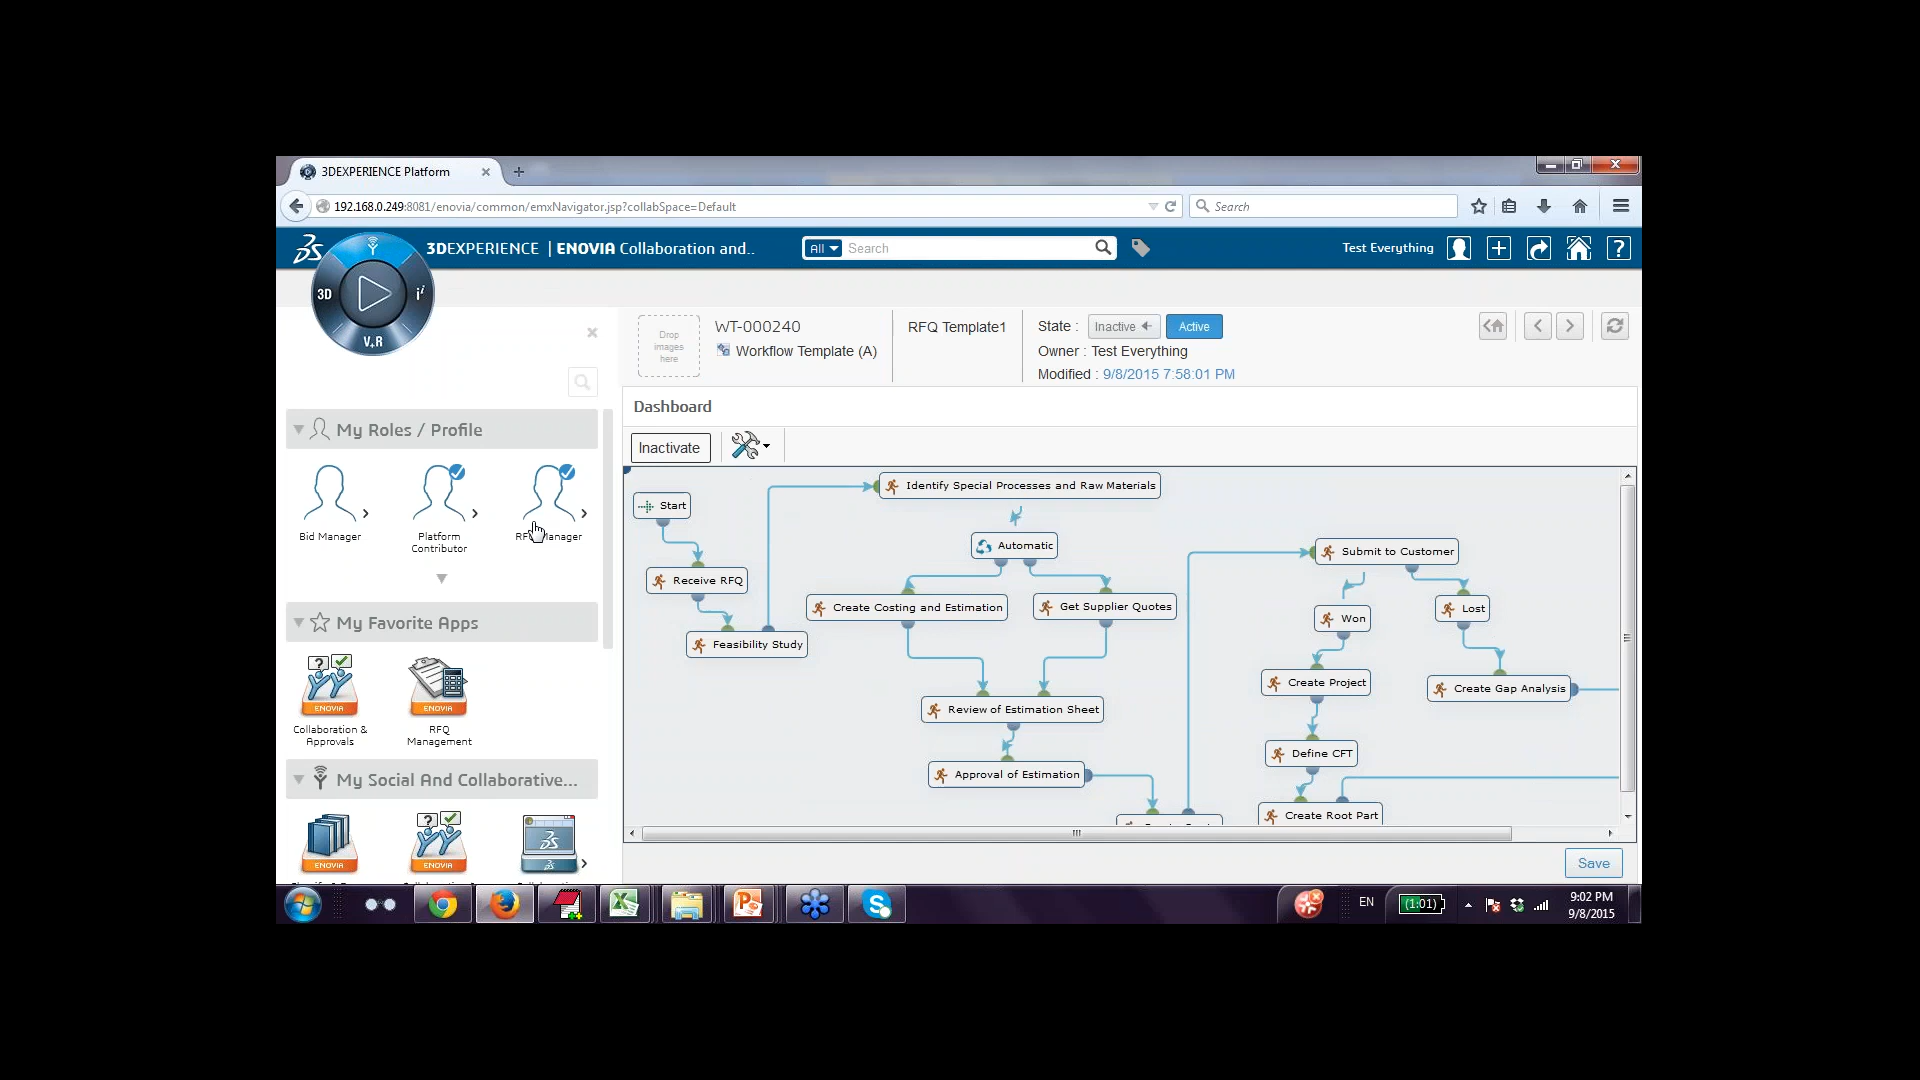 3DEXPERIENCE Platform
192.168.0.249:8081/enovia/common/emxNavigator.jsp?collabSpace=Default
Search
3DEXPERIENCE | ENOVIA Collaboration and..
All
Search
Test Everything
3D
i
V+R
Drop images here
WT-000240
Workflow Template (A)
RFQ Template1
State :
Inactive
Active
Owner : Test Everything
Modified : 9/8/2015 7:58:01 PM
My Roles / Profile
Bid Manager
Platform Contributor
My Favorite Apps
ENOVIA
ENOVIA
Collaboration & Approvals
RFQ Management
My Social And Collaborative...
ENOVIA
ENOVIA
Dashboard
Inactivate
Start
Receive RFQ
Feasibility Study
Identify Special Processes and Raw Materials
Automatic
Create Costing and Estimation
Get Supplier Quotes
Review of Estimation Sheet
Approval of Estimation
Submit to Customer
Won
Lost
Create Project
Create Gap Analysis
Define CFT
Create Root Part
Save
EN
(1:01)
9:02 PM
9/8/2015